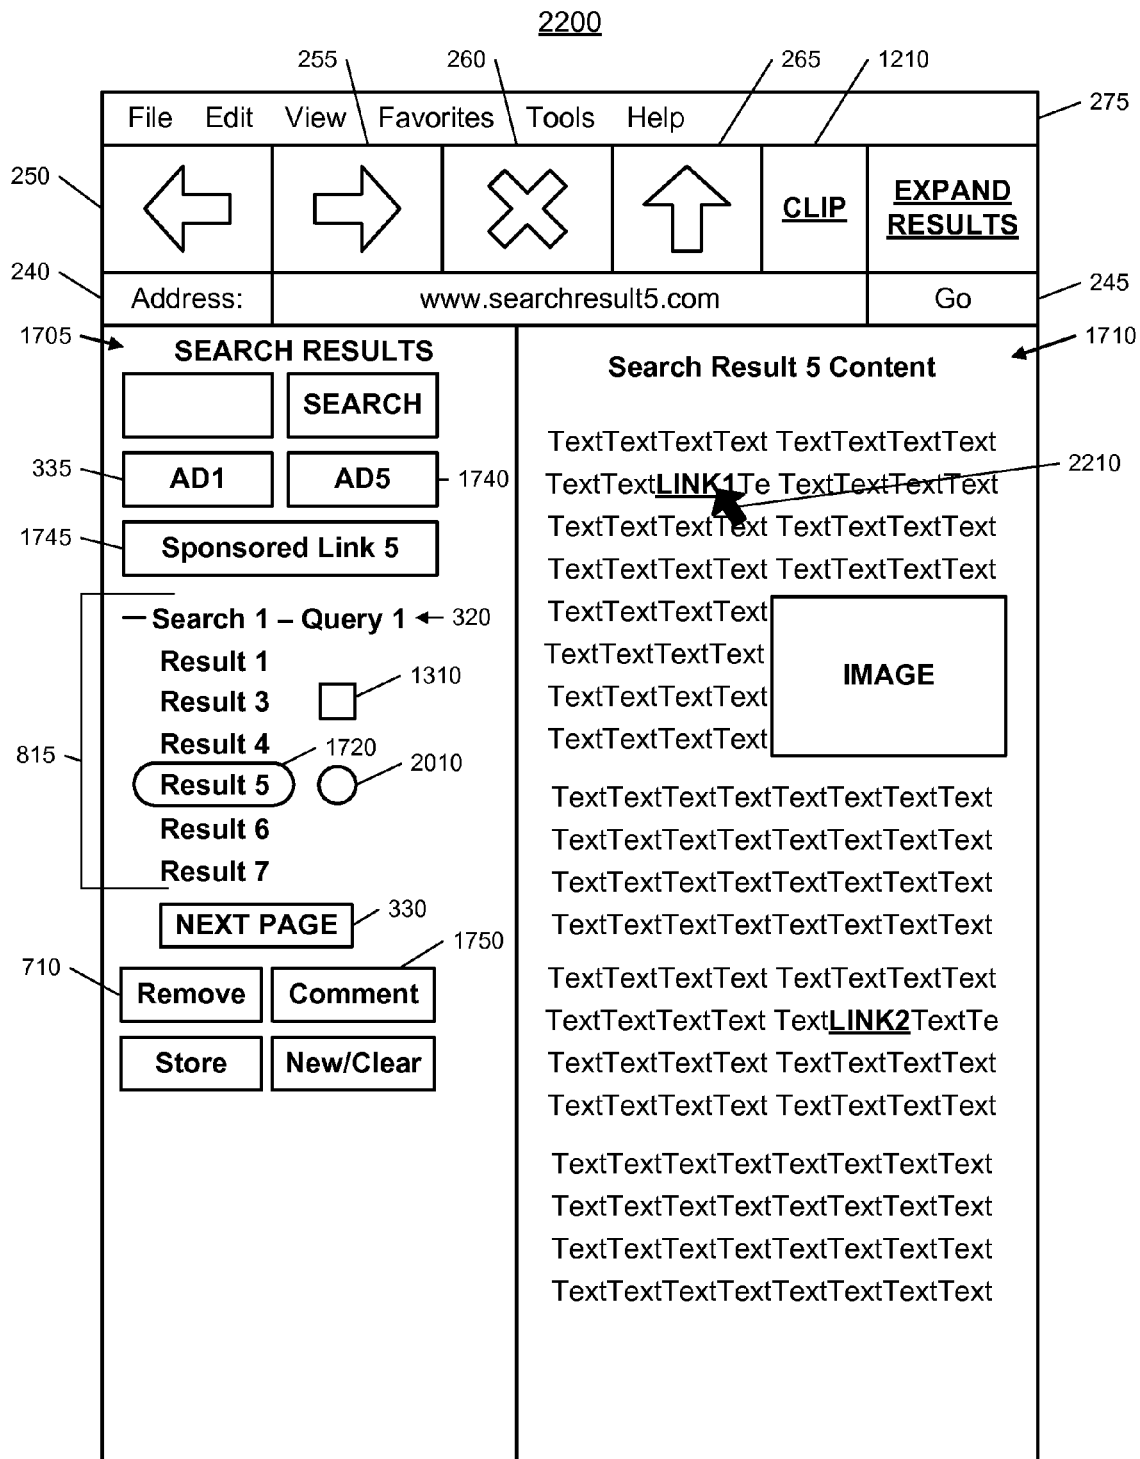 2200
255 260 265 1210
File Edit View Favorites Tools Help 275
250 CLIP EXPAND
RESULTS
240 Address: www.searchresult5.com Go 245
1705 SEARCH RESULTS
SEARCH
335 AD1 AD5 1740
1745 Sponsored Link 5
Search 1 – Query 1 320
Result 1
Result 3 1310
Result 4 1720
815
Result 5 2010
Result 6
Result 7
NEXT PAGE 330
1750
710 Remove Comment
Store New/Clear
1710
Search Result 5 Content
TextTextTextText TextTextTextText
TextTextLINK1Te TextTextTextText
2210
TextTextTextText TextTextTextText
TextTextTextText TextTextTextText
TextTextTextText
TextTextTextText
TextTextTextText
TextTextTextText
IMAGE
TextTextTextTextTextTextTextText
TextTextTextTextTextTextTextText
TextTextTextTextTextTextTextText
TextTextTextTextTextTextTextText
TextTextTextText TextTextTextText
TextTextTextText TextLINK2TextTe
TextTextTextText TextTextTextText
TextTextTextText TextTextTextText
TextTextTextTextTextTextTextText
TextTextTextTextTextTextTextText
TextTextTextTextTextTextTextText
TextTextTextTextTextTextTextText